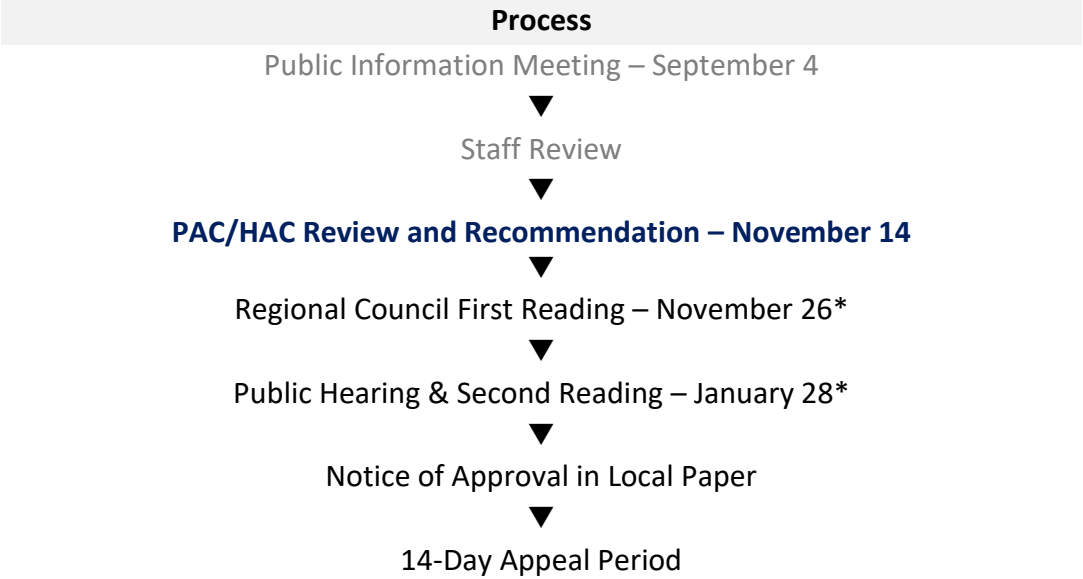 Process
Public Information Meeting – September 4
Staff Review
PAC/HAC Review and Recommendation – November 14
Regional Council First Reading – November 26*
Public Hearing & Second Reading – January 28*
Notice of Approval in Local Paper
14-Day Appeal Period